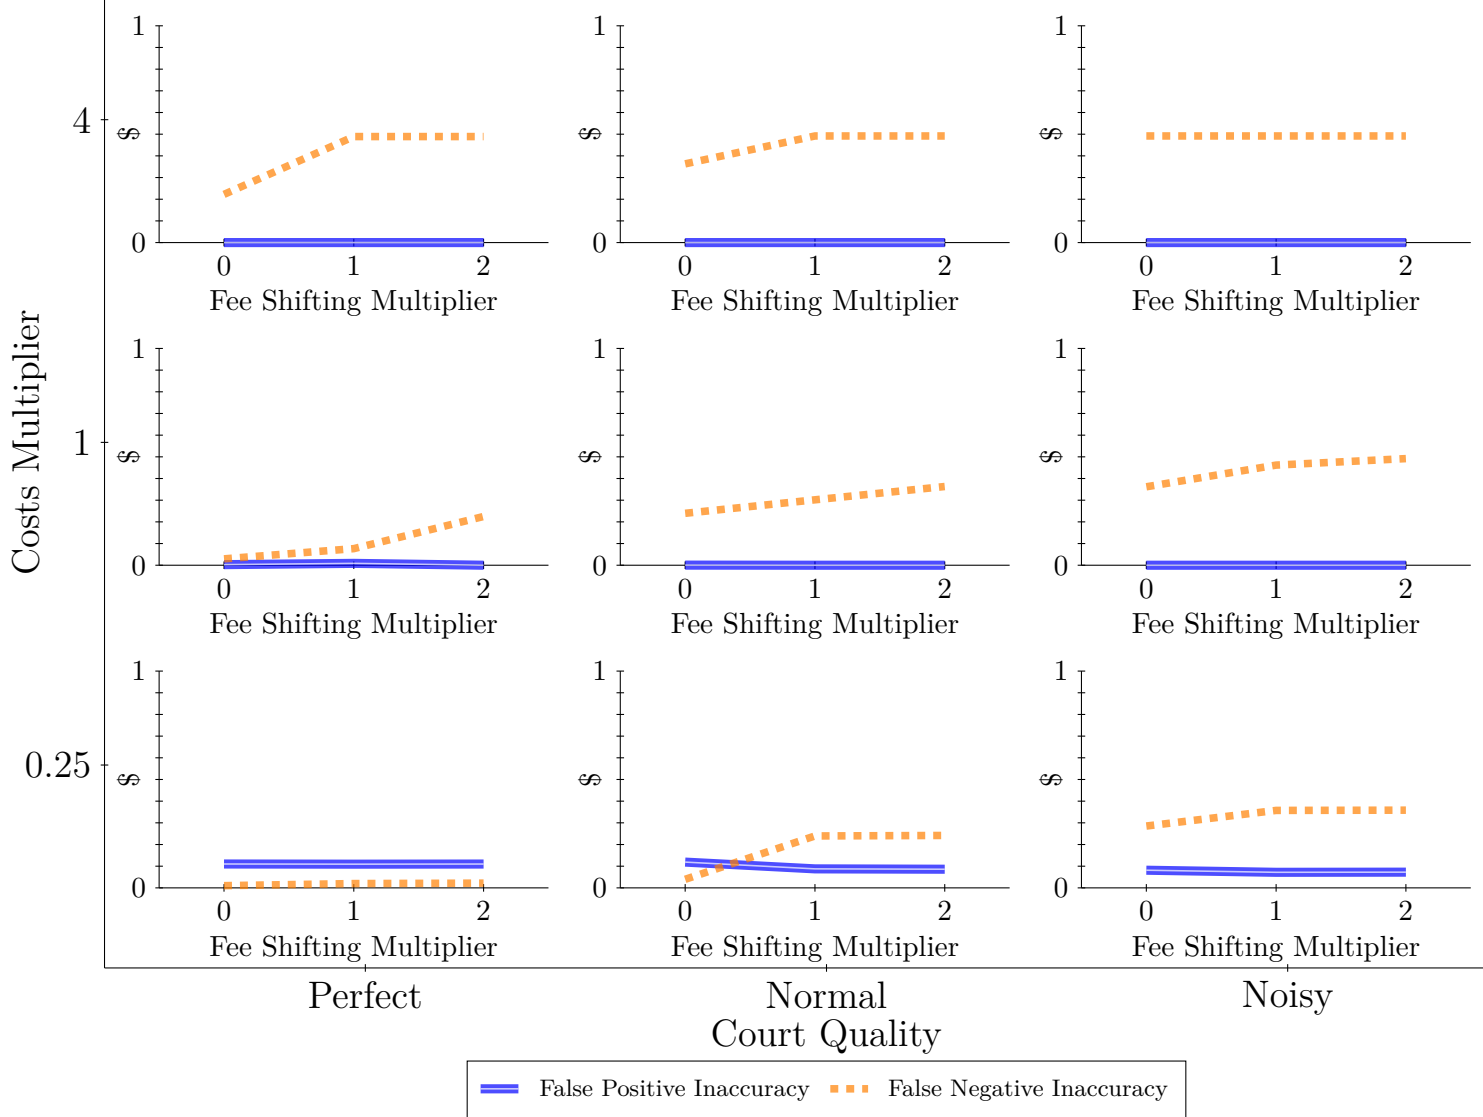 1 1 1
4 $ $ $
0 0 0
0 1 2 0 1 2 0 1 2
Fee Shifting Multiplier Fee Shifting Multiplier Fee Shifting Multiplier
Costs Multiplier
1 1 1
1 $ $ $
0 0 0
0 1 2 0 1 2 0 1 2
Fee Shifting Multiplier Fee Shifting Multiplier Fee Shifting Multiplier
1 1 1
0.25 $ $ $
0 0 0
0 1 2 0 1 2 0 1 2
Fee Shifting Multiplier Fee Shifting Multiplier Fee Shifting Multiplier
Perfect Normal Noisy
Court Quality
False Positive Inaccuracy False Negative Inaccuracy